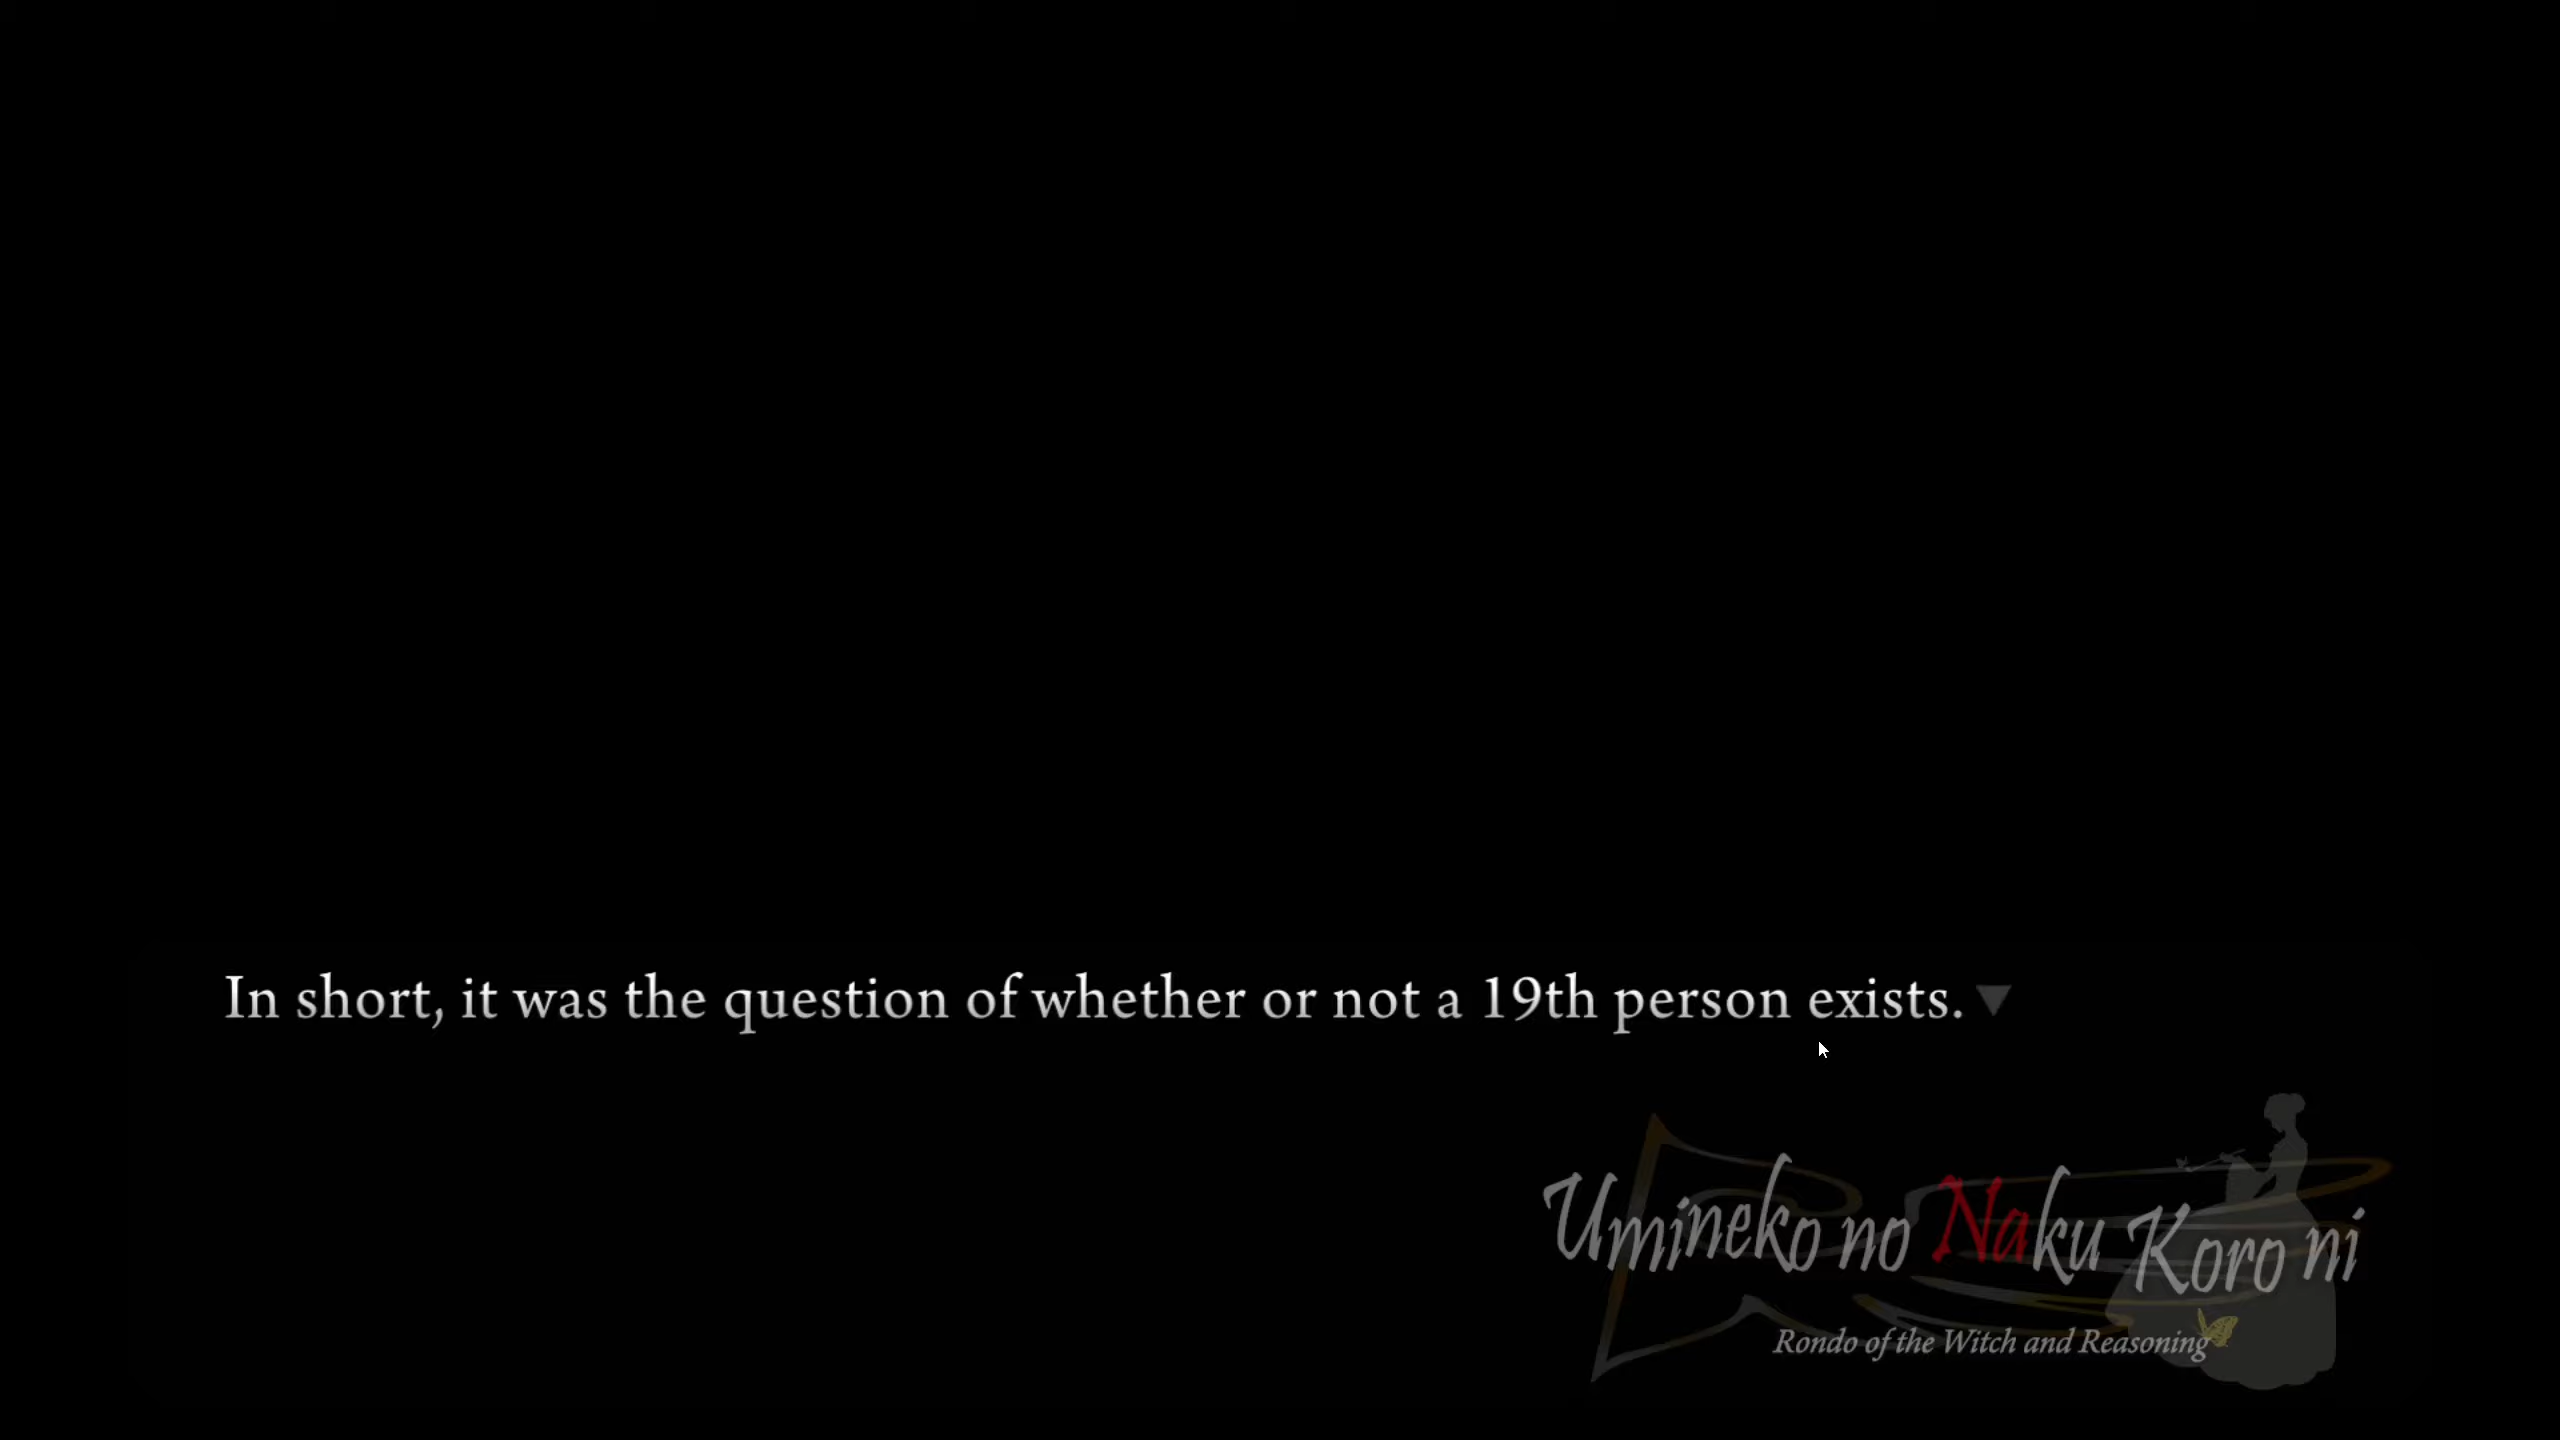 In short, it was the question of whether or not a 19th person exists.
Umineko no Naku Koro ni
Rondo of the Witch and Reasoning